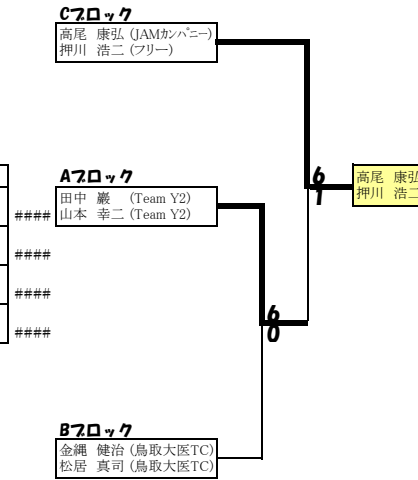 Cブロック
高尾 康弘 (JAMカンパニー)
押川 浩二 (フリー)
6
1
高尾 康弘
押川 浩二
Aブロック
田中 巖 (Team Y2)
山本 幸二 (Team Y2)
####
####
####
####
6
0
Bブロック
金縄 健治 (鳥取大医TC)
松居 真司 (鳥取大医TC)